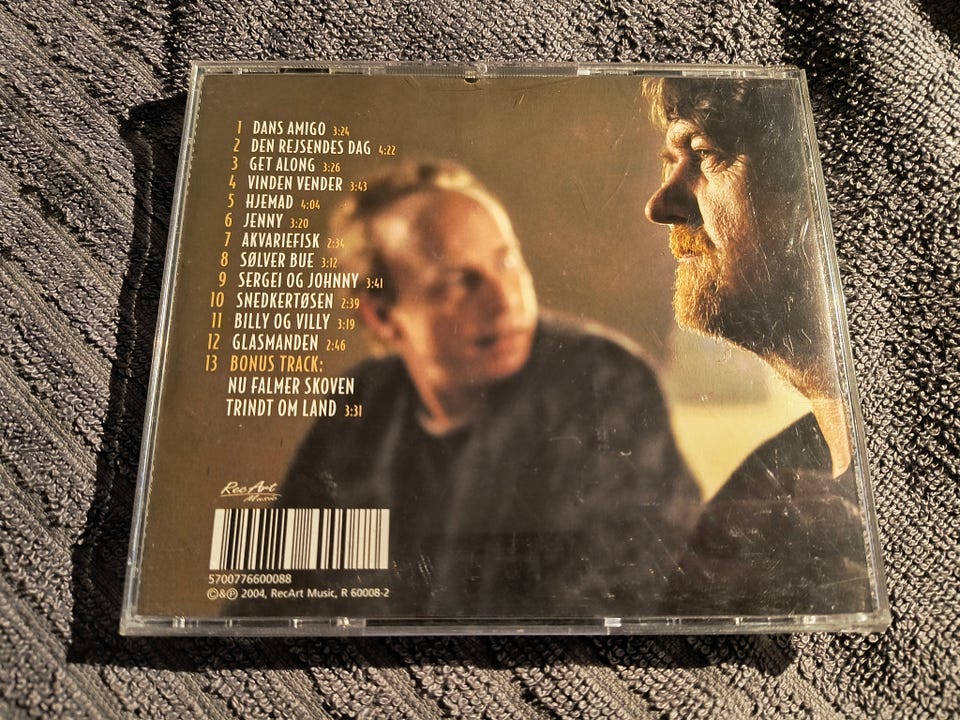 1 DANS AMIGO 3:24
2 DEN REJSENDES DAG 4:22
3 GET ALONG 3:26
4 VINDEN VENDER 3:43
5 HJEMAD 4:04
6 JENNY 3:20
7 AKVARIEFISK 2:34
8 SØLVER BUE 3:12
9 SERGEI OG JOHNNY 3:41
10 SNEDKERTØSEN 2:39
11 BILLY OG VILLY 3:19
12 GLASMANDEN 2:46
13 BONUS TRACK:
NU FALMER SKOVEN
TRINDT OM LAND 3:31
RecArt
Music
5700776600088
©&℗ 2004, RecArt Music, R 60008-2